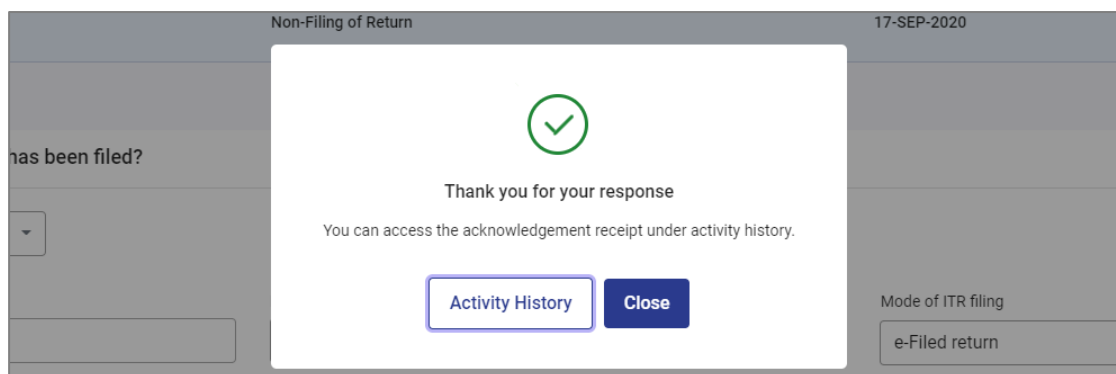 Non-Filing of Return 17-SEP-2020
has been filed?
Thank you for your response
You can access the acknowledgement receipt under activity history.
Activity History Close
Mode of ITR filing
e-Filed return